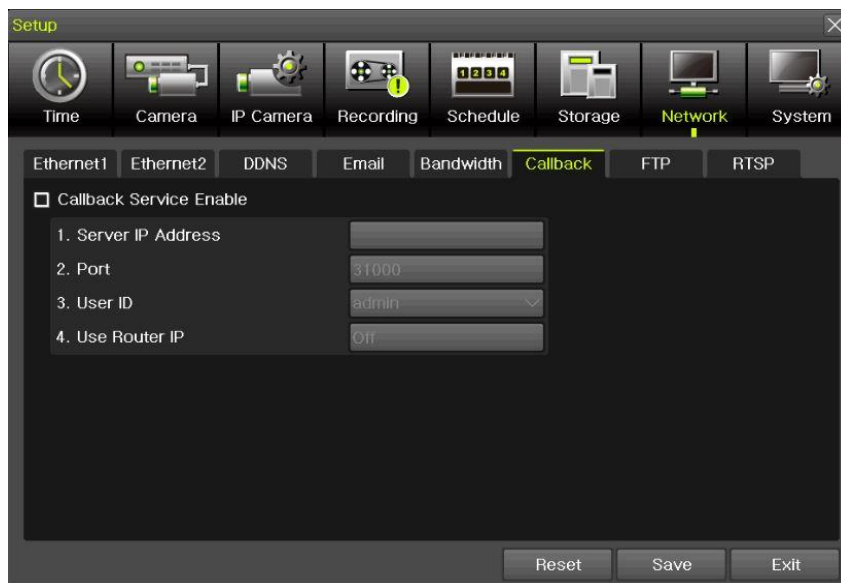 Setup
Time Camera IP Camera Recording 1234 Schedule Storage Network System
Ethernet1 Ethernet2 DDNS Email Bandwidth Callback FTP RTSP
Callback Service Enable
1. Server IP Address
2. Port 31000
3. User ID admin
4. Use Router IP Off
Reset Save Exit